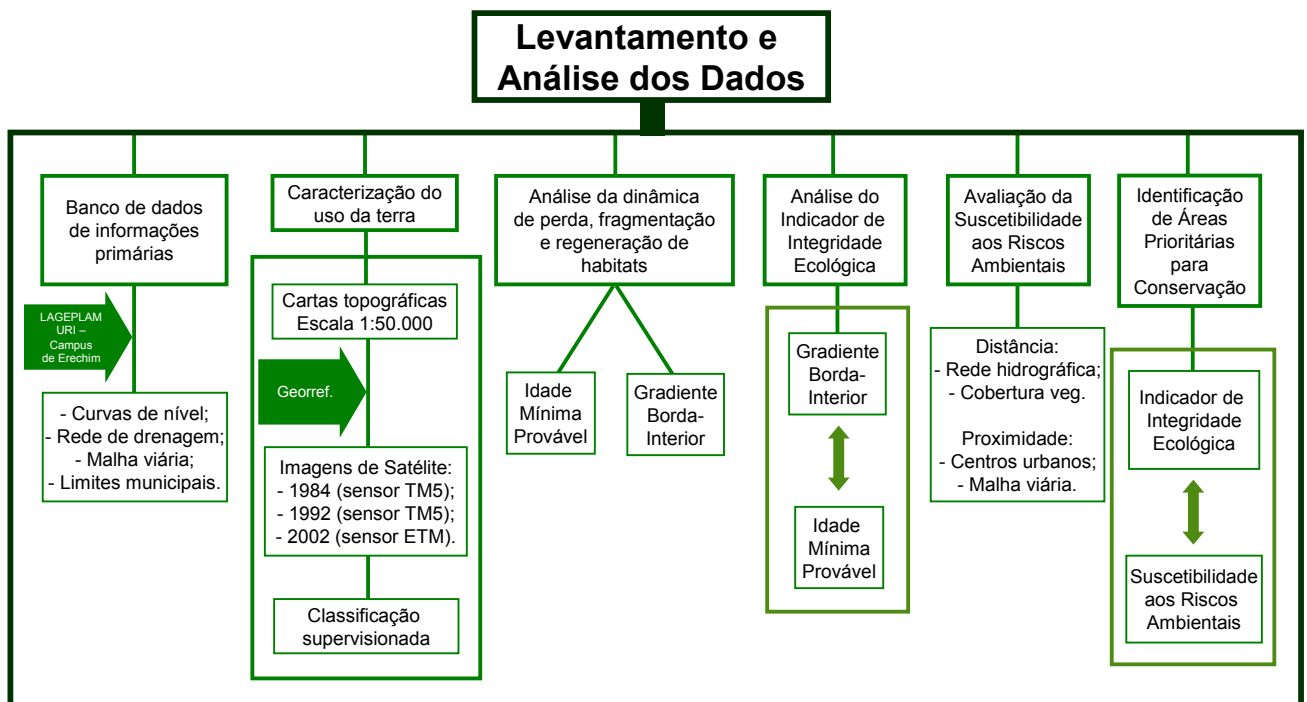 Levantamento e
Análise dos Dados
Banco de dados
de informações
primárias
LAGEPLAM
URI –
Campus
de Erechim
- Curvas de nível;
- Rede de drenagem;
- Malha viária;
- Limites municipais.
Caracterização do
uso da terra
Cartas topográficas
Escala 1:50.000
Georref.
Imagens de Satélite:
- 1984 (sensor TM5);
- 1992 (sensor TM5);
- 2002 (sensor ETM).
Classificação
supervisionada
Análise da dinâmica
de perda, fragmentação
e regeneração de
habitats
Idade
Mínima
Provável
Gradiente
Borda-
Interior
Análise do
Indicador de
Integridade
Ecológica
Gradiente
Borda-
Interior
Idade
Mínima
Provável
Avaliação da
Suscetibilidade
aos Riscos
Ambientais
Distância:
- Rede hidrográfica;
- Cobertura veg.
Proximidade:
- Centros urbanos;
- Malha viária.
Identificação
de Áreas
Prioritárias
para
Conservação
Indicador de
Integridade
Ecológica
Suscetibilidade
aos Riscos
Ambientais